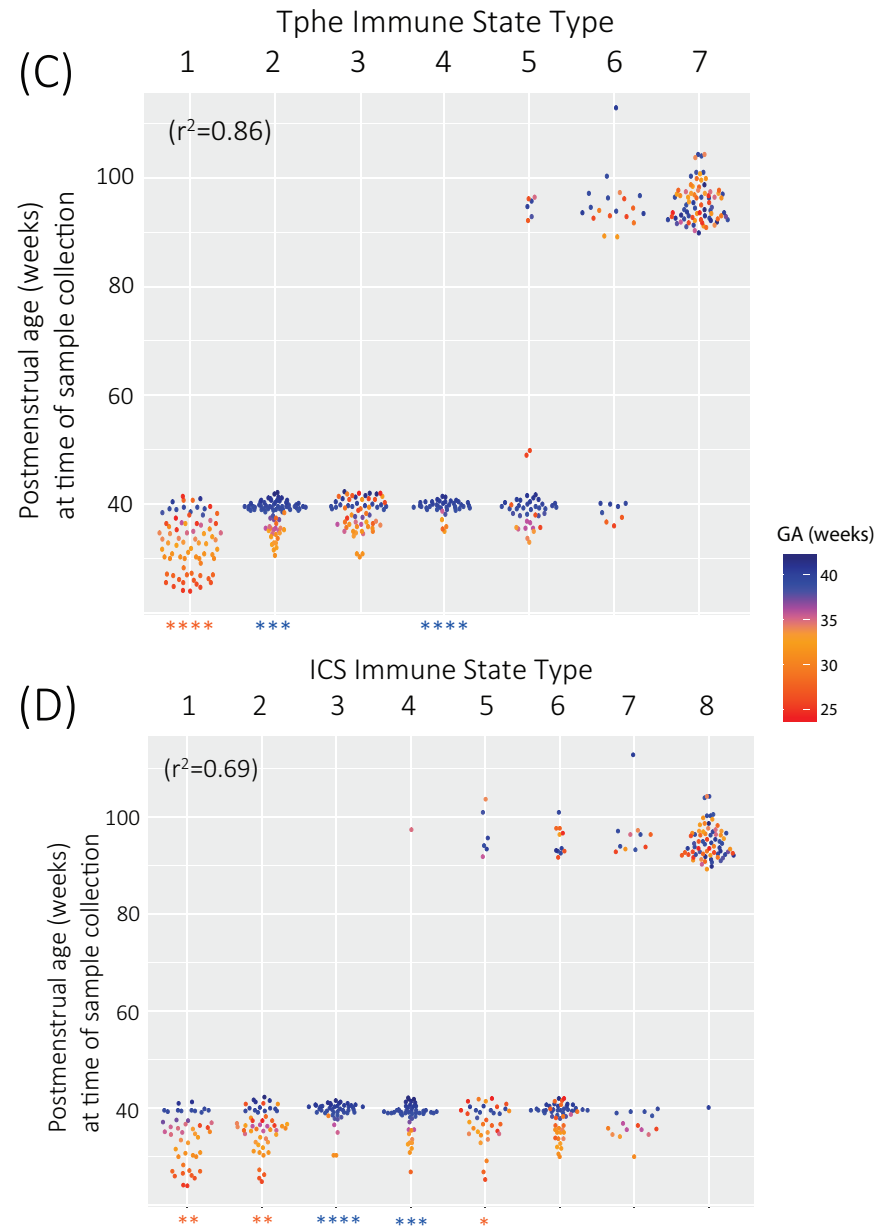 Tphe Immune State Type
(C)
1 2 3 4 5 6 7
(r²=0.86)
100
80
60
40
Postmenstrual age (weeks)
at time of sample collection
**** *** ****
GA (weeks)
40
35
30
25
ICS Immune State Type
(D)
1 2 3 4 5 6 7 8
(r²=0.69)
100
80
60
40
Postmenstrual age (weeks)
at time of sample collection
** ** **** *** *